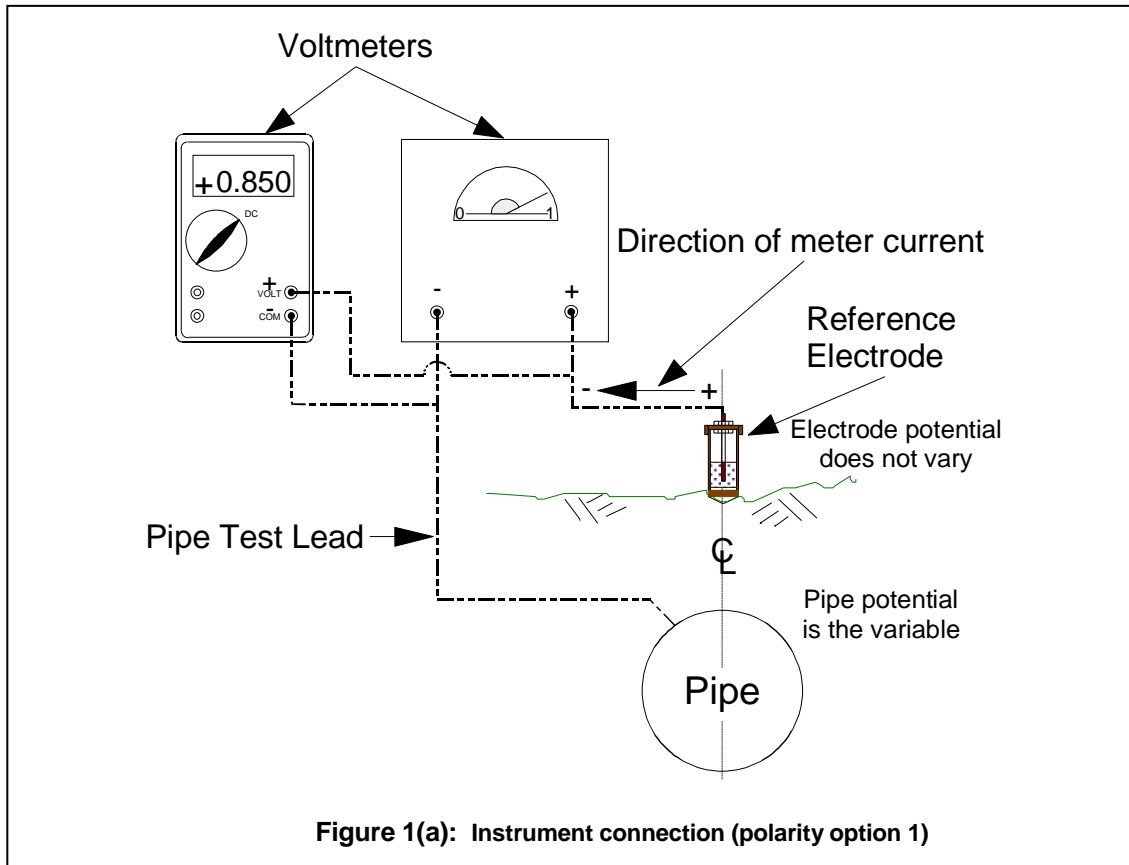 Voltmeters
+0.850
DC
+
VOLT
-
COM
0
1
-
+
Direction of meter current
- +
Reference
Electrode
Electrode potential
does not vary
Pipe Test Lead
CL
Pipe potential
is the variable
Pipe
Figure 1(a): Instrument connection (polarity option 1)